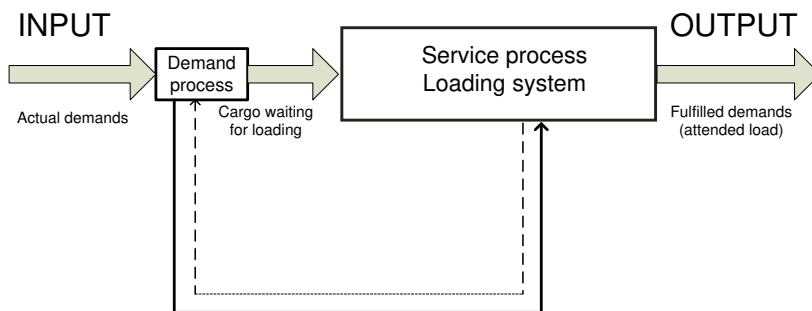 INPUT
OUTPUT
Demand
process
Service process
Loading system
Actual demands
Cargo waiting
for loading
Fulfilled demands
(attended load)